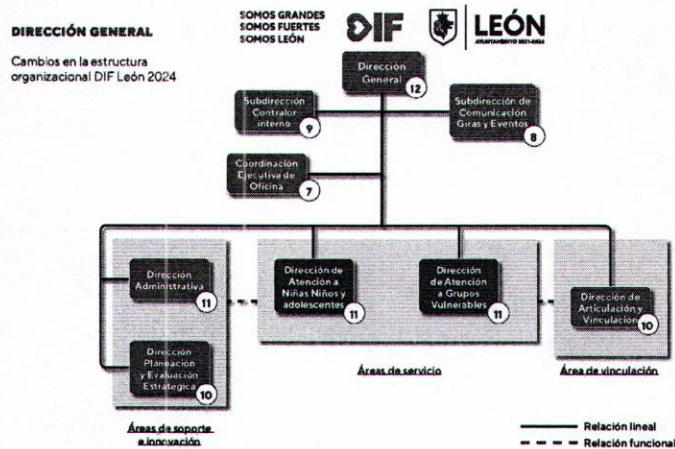 DIRECCIÓN GENERAL
Cambios en la estructura
organizacional DIF León 2024
SOMOS GRANDES
SOMOS FUERTES
SOMOS LEÓN
DIF
LEÓN
AYUNTAMIENTO 2021-2024
Dirección
General
12
Subdirección
Contralor
interno
9
Subdirección de
Comunicación
Giras y Eventos
8
Coordinación
Ejecutiva de
Oficina
7
Dirección
Administrativa
11
Dirección
Planeación
y Evaluación
Estratégica
10
Áreas de soporte
e innovación
Dirección de
Atención a
Niñas Niños y
adolescentes
11
Dirección
de Atención
a Grupos
Vulnerables
11
Áreas de servicio
Dirección de
Articulación y
Vinculación
10
Área de vinculación
Relación lineal
Relación funcional